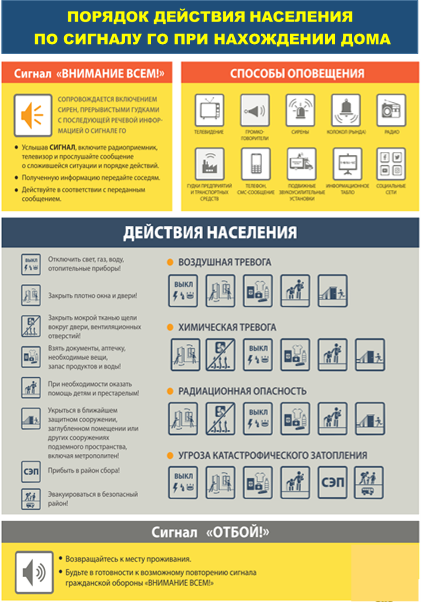 ПОРЯДОК ДЕЙСТВИЯ НАСЕЛЕНИЯ
ПО СИГНАЛУ ГО ПРИ НАХОЖДЕНИИ ДОМА
Сигнал «ВНИМАНИЕ ВСЕМ!»
СОПРОВОЖДАЕТСЯ ВКЛЮЧЕНИЕМ
СИРЕН, ПРЕРЫВИСТЫМИ ГУДКАМИ
С ПОСЛЕДУЮЩЕЙ РЕЧЕВОЙ ИНФОР-
МАЦИЕЙ О СИГНАЛЕ ГО
Услышав СИГНАЛ, включите радиоприемник,
телевизор и прослушайте сообщение
о сложившейся ситуации и порядке действий.
Полученную информацию передайте соседям.
Действуйте в соответствии с переданным
сообщением.
СПОСОБЫ ОПОВЕЩЕНИЯ
ТЕЛЕВИДЕНИЕ
ГРОМКО-
ГОВОРИТЕЛИ
СИРЕНЫ
КОЛОКОЛ (РЫНДА)
РАДИО
ГУДКИ ПРЕДПРИЯТИЙ
И ТРАНСПОРТНЫХ
СРЕДСТВ
ТЕЛЕФОН,
СМС-СООБЩЕНИЕ
ПОДВИЖНЫЕ
ЗВУКОУСИЛИТЕЛЬНЫЕ
УСТАНОВКИ
ИНФОРМАЦИОННОЕ
ТАБЛО
СОЦИАЛЬНЫЕ
СЕТИ
ДЕЙСТВИЯ НАСЕЛЕНИЯ
ВЫКЛ
Отключить свет, газ, воду,
отопительные приборы!
Закрыть плотно окна и двери!
Закрыть мокрой тканью щели
вокруг двери, вентиляционных
отверстий!
Взять документы, аптечку,
необходимые вещи,
запас продуктов и воды!
При необходимости оказать
помощь детям и престарелым!
Укрыться в ближайшем
защитном сооружении,
заглубленном помещении или
других сооружениях
подземного пространства,
включая метрополитен!
СЭП
Прибыть в район сбора!
Эвакуироваться в безопасный
район!
ВОЗДУШНАЯ ТРЕВОГА
ВЫКЛ
ХИМИЧЕСКАЯ ТРЕВОГА
ВЫКЛ
РАДИАЦИОННАЯ ОПАСНОСТЬ
ВЫКЛ
УГРОЗА КАТАСТРОФИЧЕСКОГО ЗАТОПЛЕНИЯ
ВЫКЛ
СЭП
Сигнал «ОТБОЙ!»
Возвращайтесь к месту проживания.
Будьте в готовности к возможному повторению сигнала
гражданской обороны «ВНИМАНИЕ ВСЕМ!»